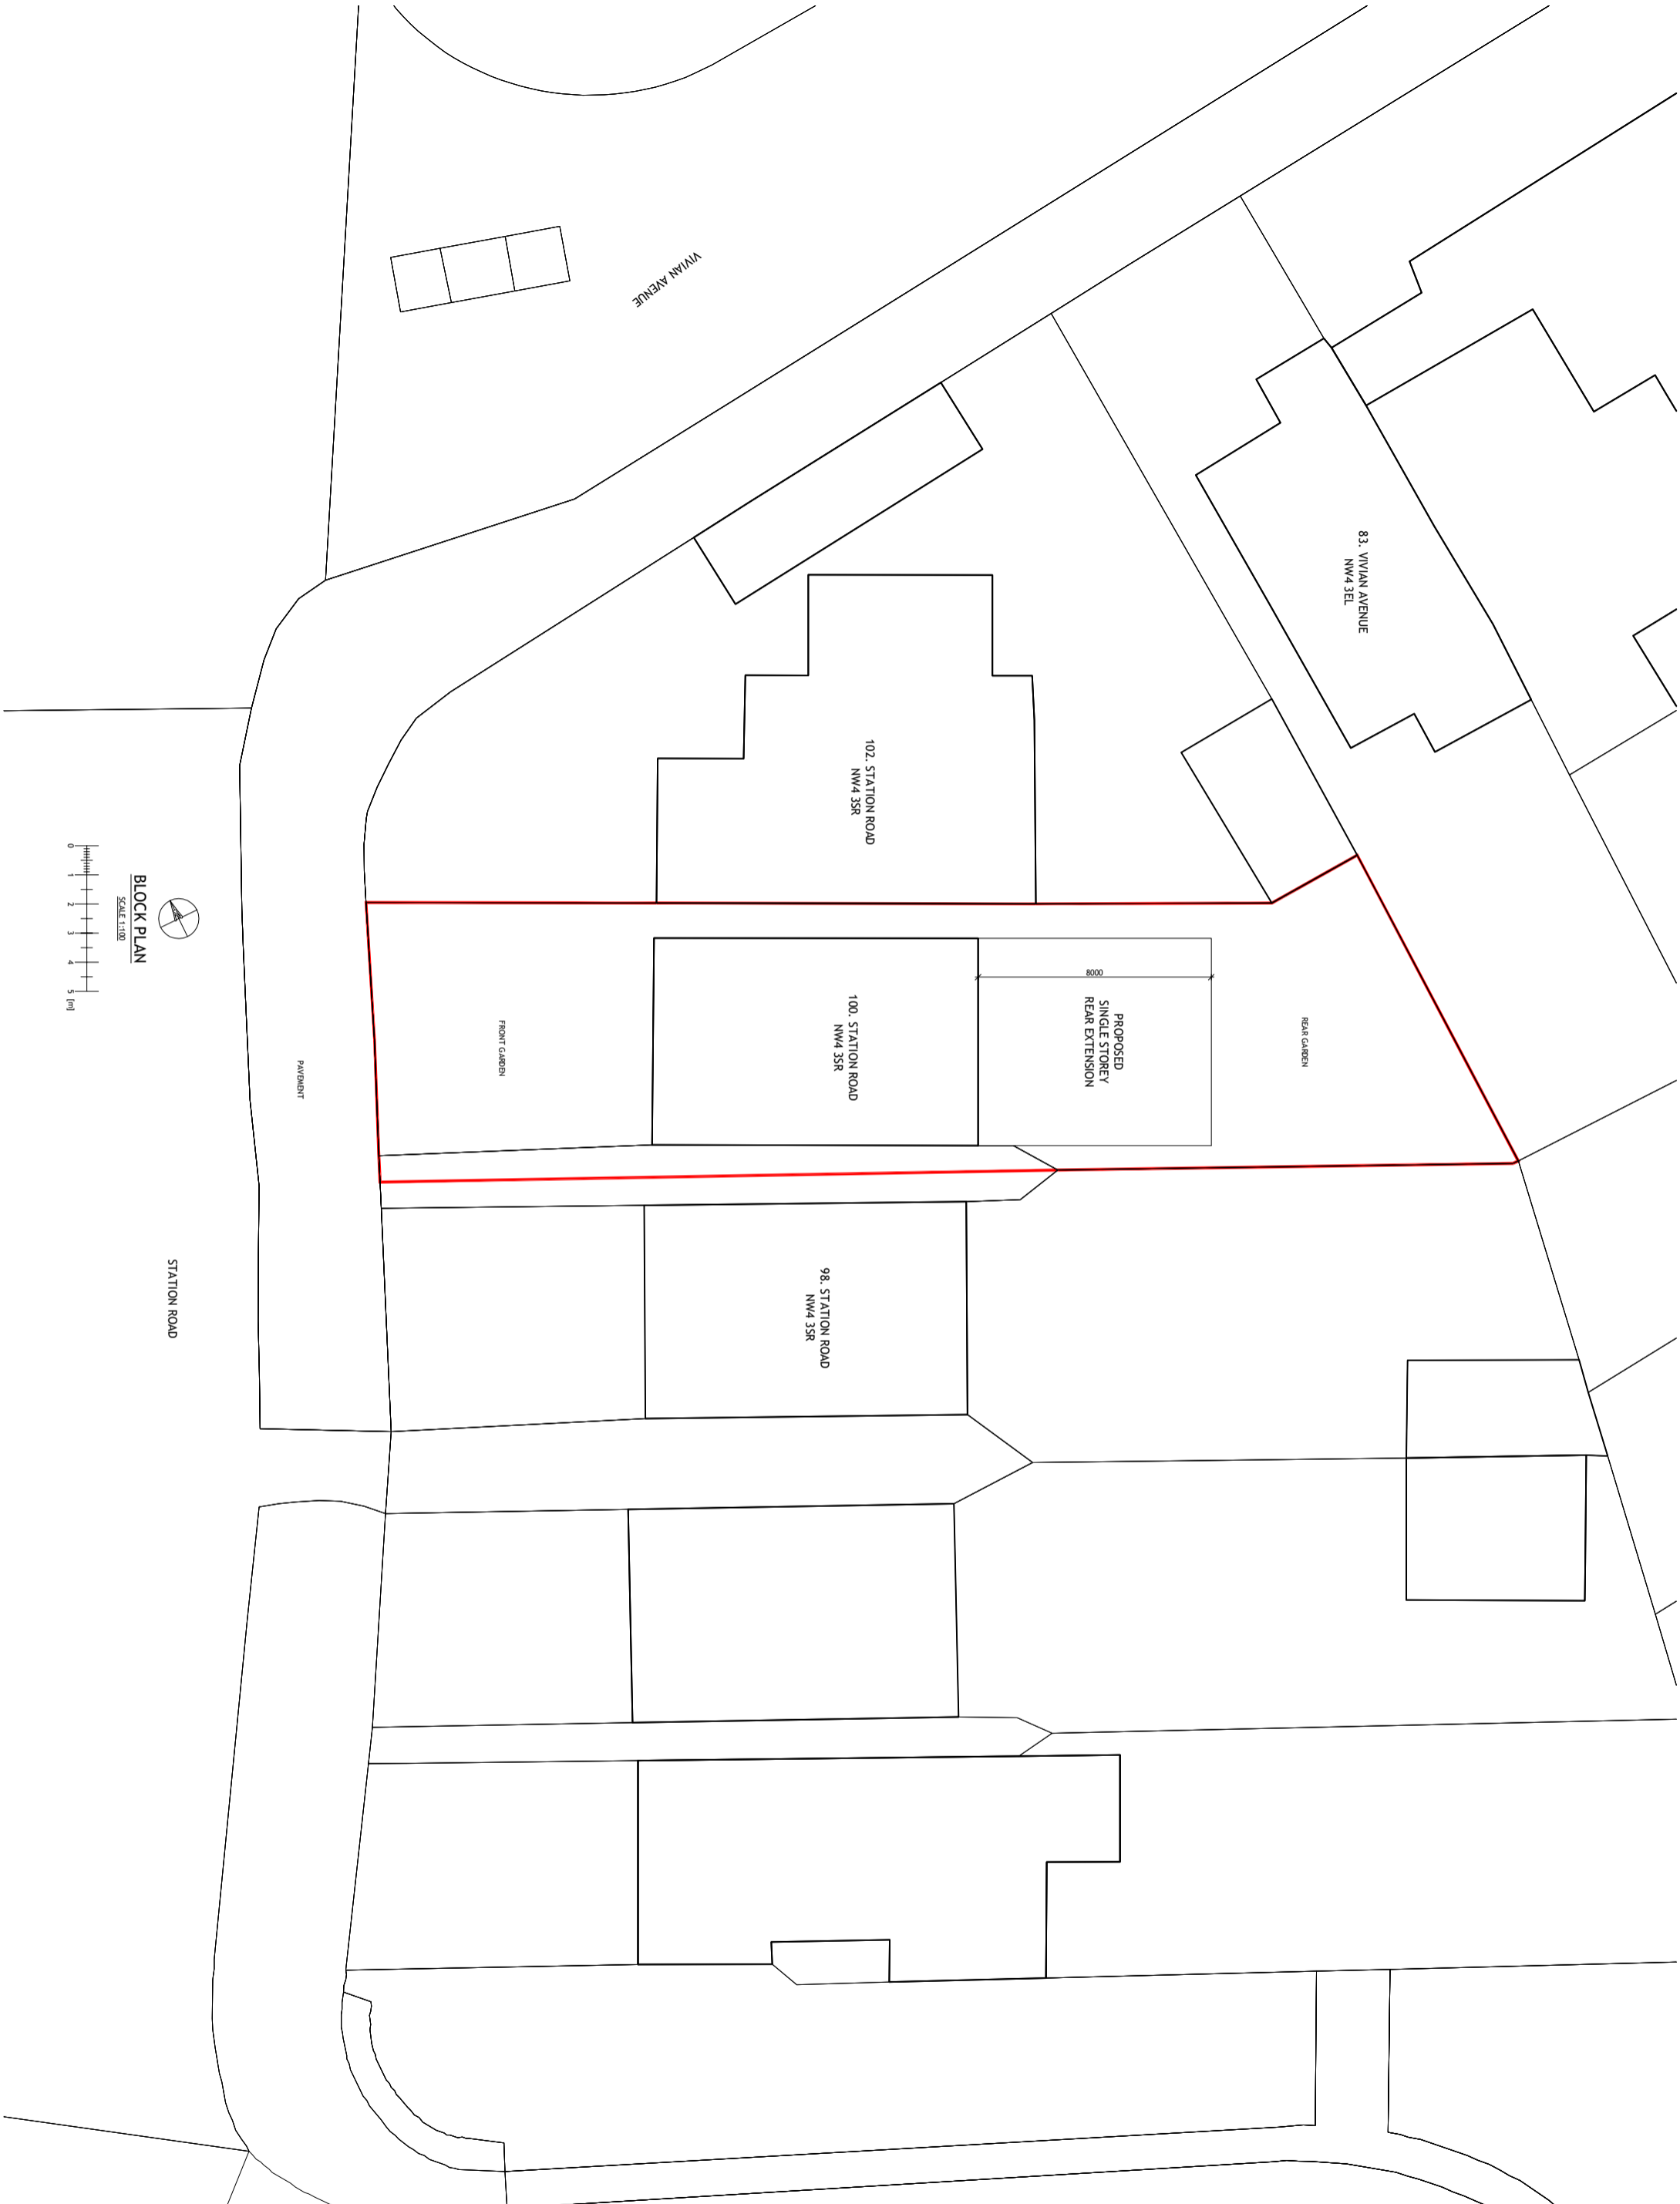 VIVIAN AVENUE
83. VIVIAN AVENUE
NW4 3EL
102. STATION ROAD
NW4 3SR
100. STATION ROAD
NW4 3SR
8000
PROPOSED
SINGLE STOREY
REAR EXTENSION
REAR GARDEN
FRONT GARDEN
PAVEMENT
98. STATION ROAD
NW4 3SR
STATION ROAD
BLOCK PLAN
SCALE 1:100
0 1 2 3 4 5 [m]